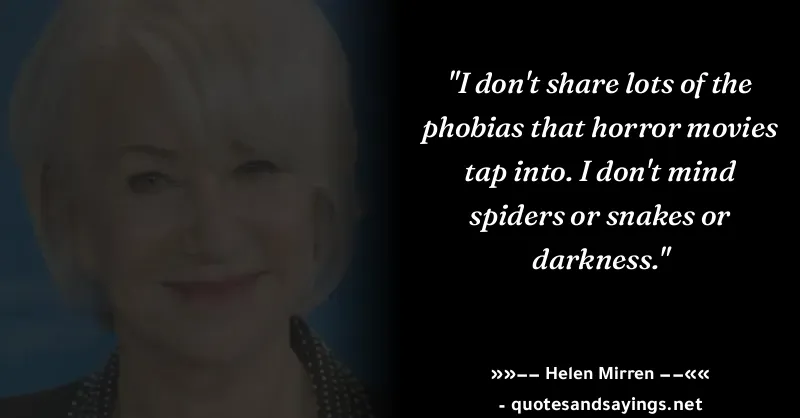 "I don't share lots of the
phobias that horror movies
tap into. I don't mind
spiders or snakes or
darkness."
»»–– Helen Mirren ––««
- quotesandsayings.net